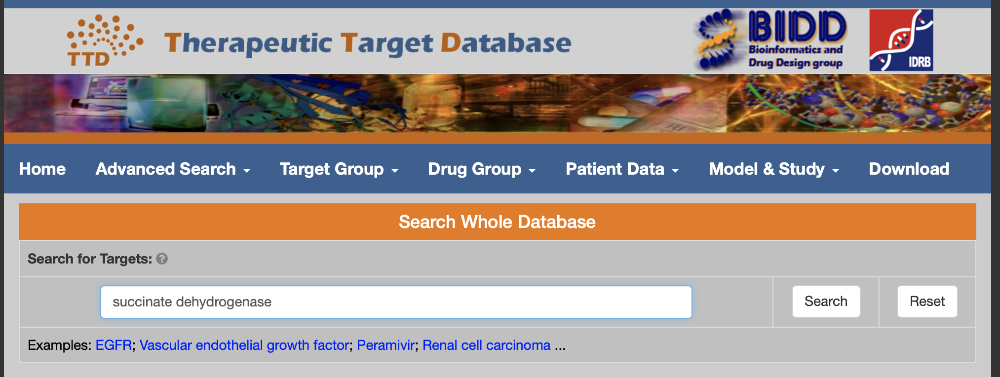 TTD
Therapeutic Target Database
BIDD
Bioinformatics and
Drug Design group
IDRB
Home Advanced Search Target Group Drug Group Patient Data Model & Study Download
Search Whole Database
Search for Targets: ?
succinate dehydrogenase Search Reset
Examples: EGFR; Vascular endothelial growth factor; Peramivir; Renal cell carcinoma ...